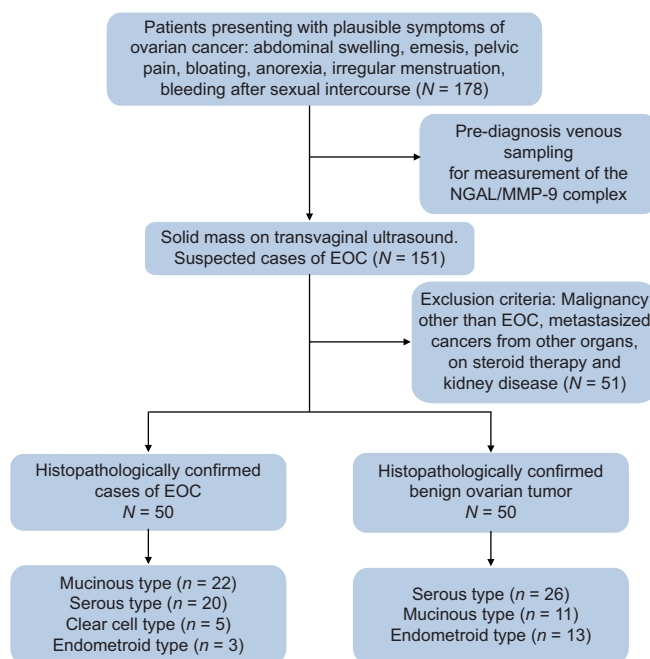 Patients presenting with plausible symptoms of
ovarian cancer: abdominal swelling, emesis, pelvic
pain, bloating, anorexia, irregular menstruation,
bleeding after sexual intercourse (N = 178)
Pre-diagnosis venous
sampling
for measurement of the
NGAL/MMP-9 complex
Solid mass on transvaginal ultrasound.
Suspected cases of EOC (N = 151)
Exclusion criteria: Malignancy
other than EOC, metastasized
cancers from other organs,
on steroid therapy and
kidney disease (N = 51)
Histopathologically confirmed
cases of EOC
N = 50
Histopathologically confirmed
benign ovarian tumor
N = 50
Mucinous type (n = 22)
Serous type (n = 20)
Clear cell type (n = 5)
Endometroid type (n = 3)
Serous type (n = 26)
Mucinous type (n = 11)
Endometroid type (n = 13)